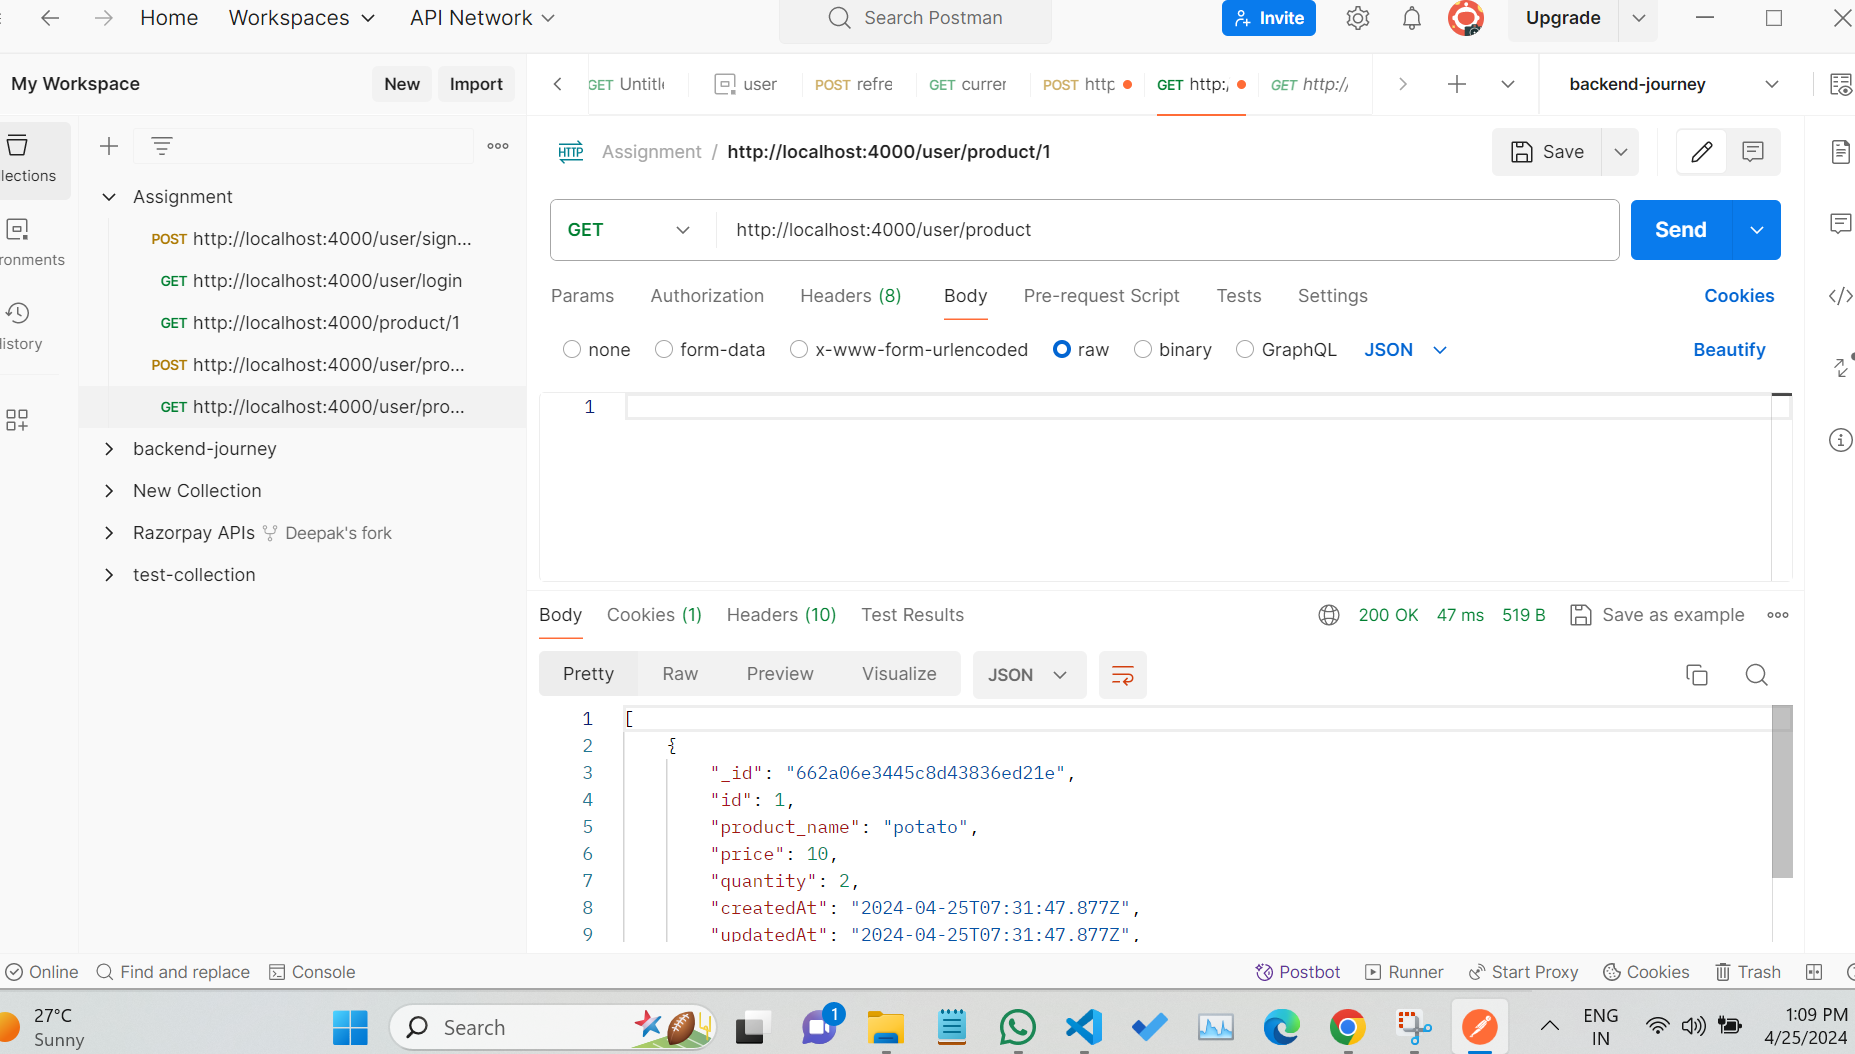 Home Workspaces API Network Search Postman Invite Upgrade
My Workspace New Import GET Untitl user POST refre GET currer POST http GET http:/ GET http:// backend-journey
Assignment / http://localhost:4000/user/product/1 Save
lections
Assignment
POST http://localhost:4000/user/sign...
GET http://localhost:4000/user/login
GET http://localhost:4000/product/1
POST http://localhost:4000/user/pro...
GET http://localhost:4000/user/pro...
backend-journey
New Collection
Razorpay APIs Deepak's fork
test-collection
ronments
istory
GET http://localhost:4000/user/product Send
Params Authorization Headers (8) Body Pre-request Script Tests Settings Cookies
none form-data x-www-form-urlencoded raw binary GraphQL JSON Beautify
1
Body Cookies (1) Headers (10) Test Results 200 OK 47 ms 519 B Save as example
Pretty Raw Preview Visualize JSON
1 [
2 {
3 "_id": "662a06e3445c8d43836ed21e",
4 "id": 1,
5 "product_name": "potato",
6 "price": 10,
7 "quantity": 2,
8 "createdAt": "2024-04-25T07:31:47.877Z",
9 "updatedAt": "2024-04-25T07:31:47.877Z",
Online Find and replace Console Postbot Runner Start Proxy Cookies Trash
27°C
Sunny
Search
1
ENG
IN
1:09 PM
4/25/2024